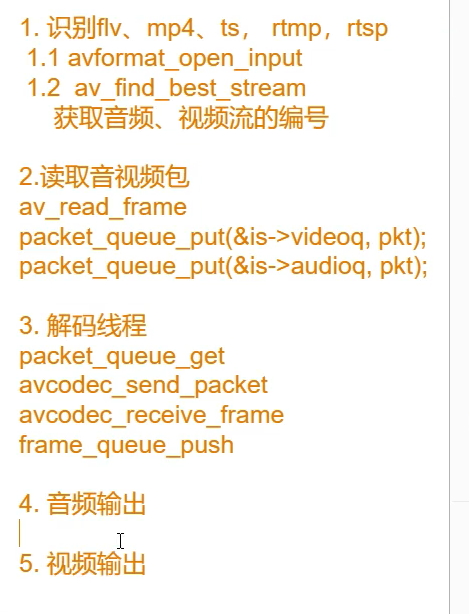 1. 识别flv、mp4、ts， rtmp，rtsp
1.1 avformat_open_input
1.2 av_find_best_stream
获取音频、视频流的编号
2.读取音视频包
av_read_frame
packet_queue_put(&is->videoq, pkt);
packet_queue_put(&is->audioq, pkt);
3. 解码线程
packet_queue_get
avcodec_send_packet
avcodec_receive_frame
frame_queue_push
4. 音频输出
5. 视频输出